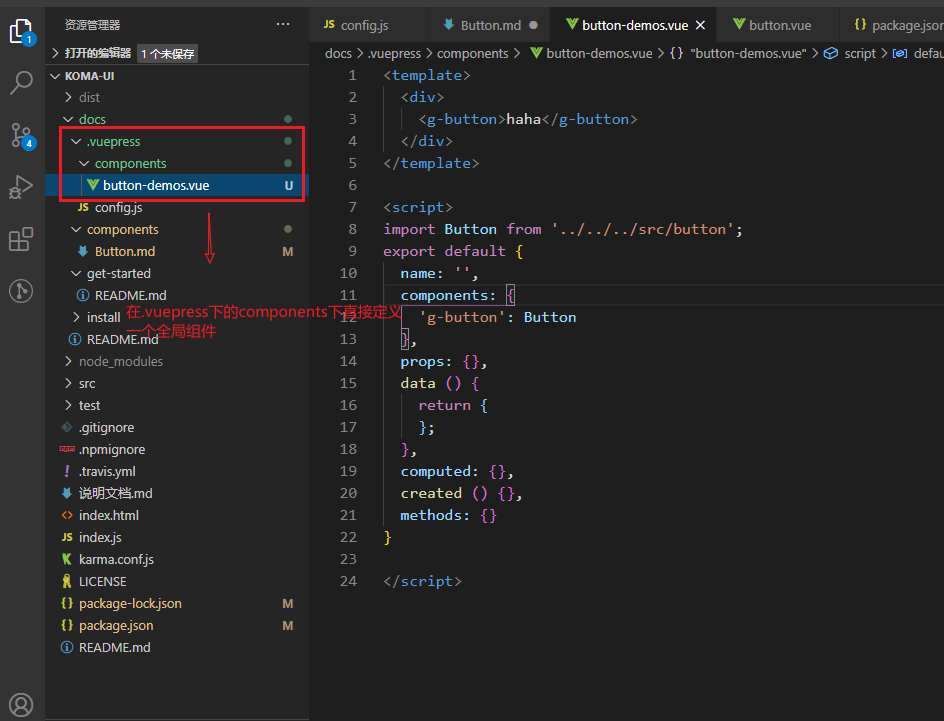 资源管理器 ···
打开的编辑器 1 个未保存
KOMA-UI
dist
docs
.vuepress
components
button-demos.vue U
JS config.js
components
Button.md M
get-started
README.md
install
README.md
node_modules
src
test
.gitignore
.npmignore
! .travis.yml
说明文档.md
<> index.html
JS index.js
K karma.conf.js
LICENSE
{} package-lock.json M
{} package.json M
README.md
1
4
在.vuepress下的components下直接定义
一个全局组件
JS config.js Button.md ● button-demos.vue × button.vue {} package.json
docs > .vuepress > components > button-demos.vue > {} "button-demos.vue" > script > defau
1 <template>
2 <div>
3 <g-button>haha</g-button>
4 </div>
5 </template>
6
7 <script>
8 import Button from '../../../src/button';
9 export default {
10 name: '',
11 components: {
12 'g-button': Button
13 },
14 props: {},
15 data () {
16 return {
17 };
18 },
19 computed: {},
20 created () {},
21 methods: {}
22 }
23
24 </script>